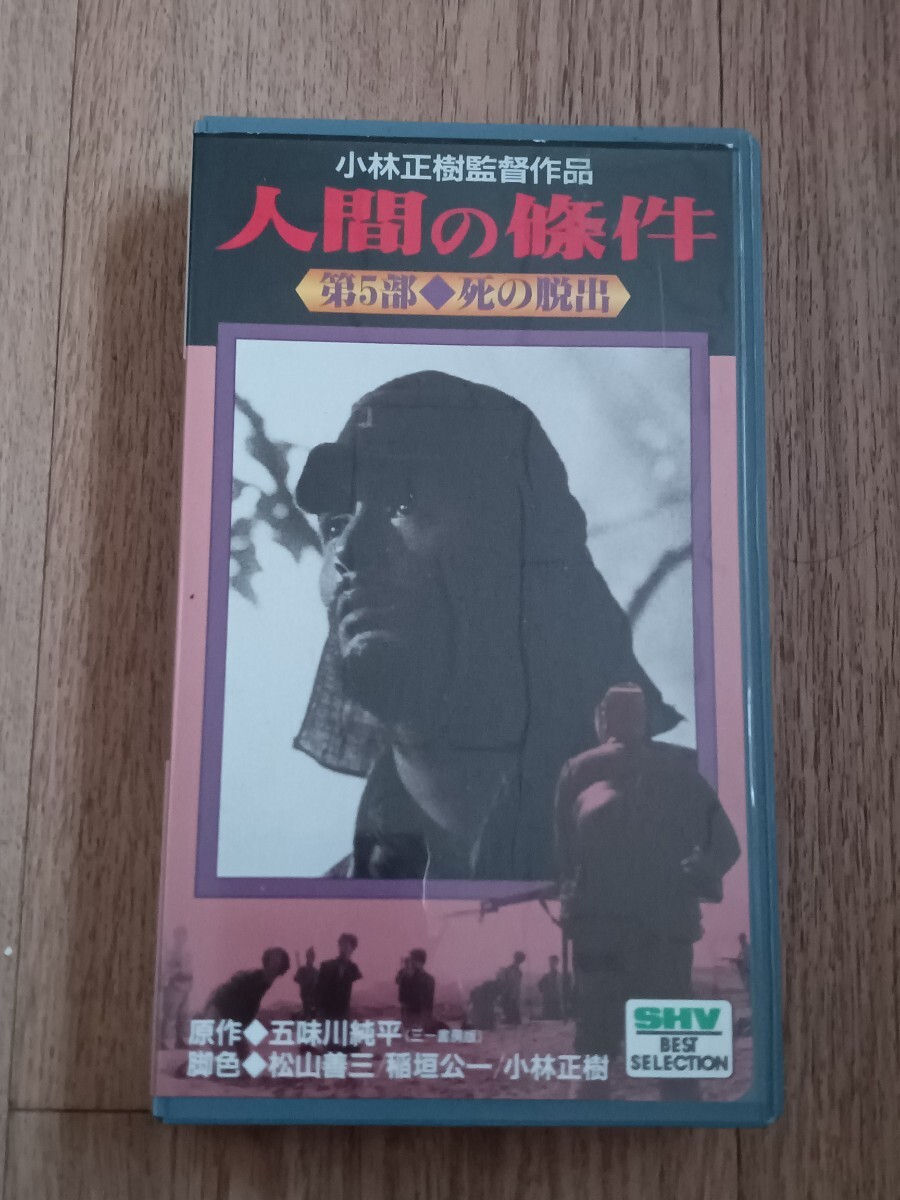 小林正樹監督作品
人間の條件
第5部◆死の脱出
原作◆五味川純平(三一書房版)
脚色◆松山善三/稲垣公一/小林正樹
SHV
BEST
SELECTION